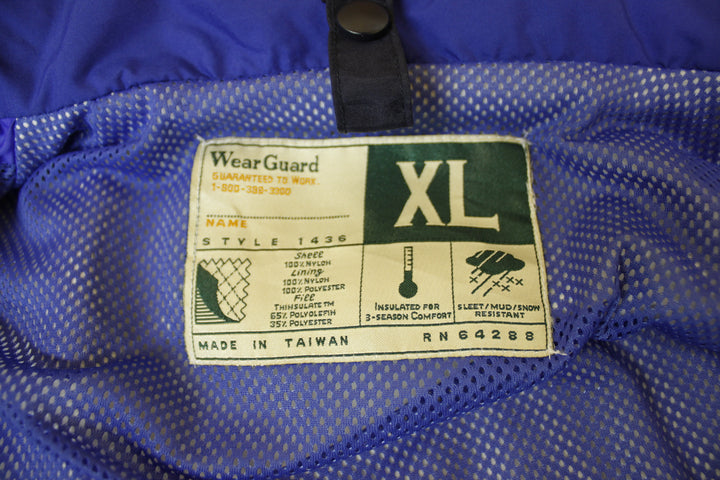 WearGuard
GUARANTEED TO WORK.
1-800-388-3300
NAME
STYLE 1436
XL
Shell
100% NYLON
Lining
100% NYLON
100% POLYESTER
Fill
THINSULATE™
65% POLYOLEFIN
35% POLYESTER
INSULATED FOR
3-SEASON COMFORT
SLEET/MUD/SNOW
RESISTANT
MADE IN TAIWAN
RN 64288